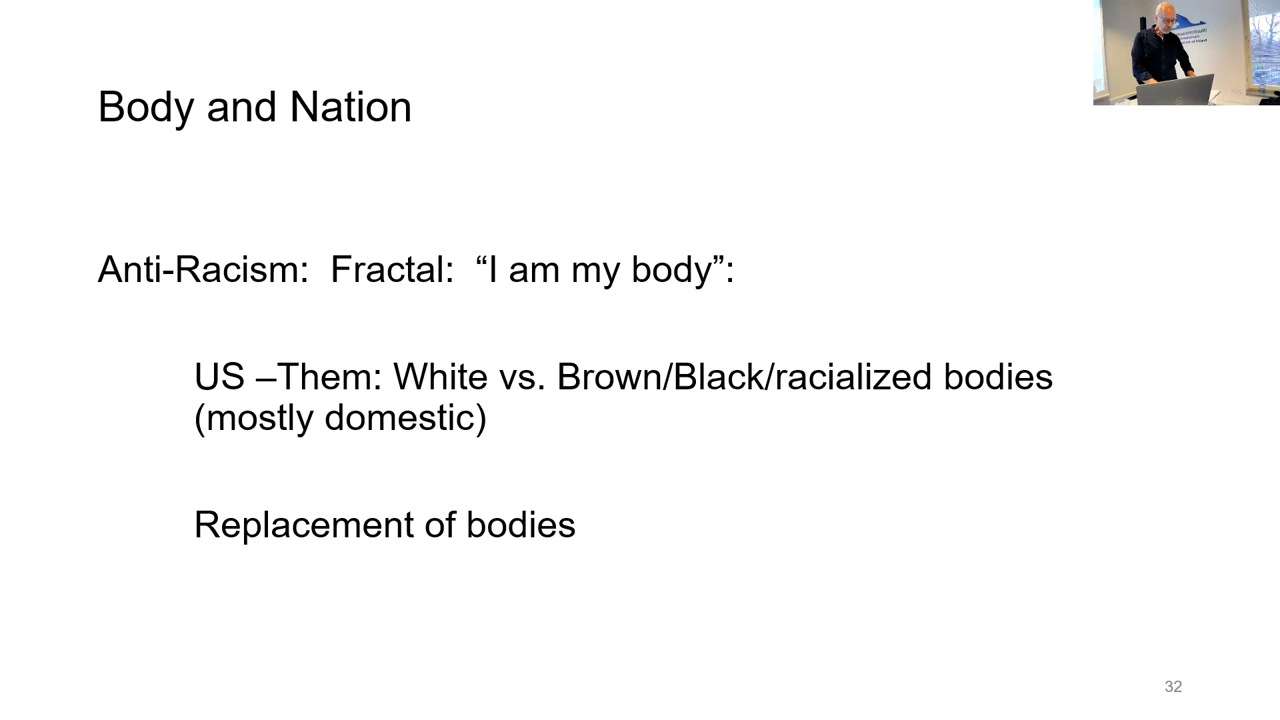 Body and Nation
Anti-Racism:  Fractal:  “I am my body”:
US –Them: White vs. Brown/Black/racialized bodies
(mostly domestic)
Replacement of bodies
32